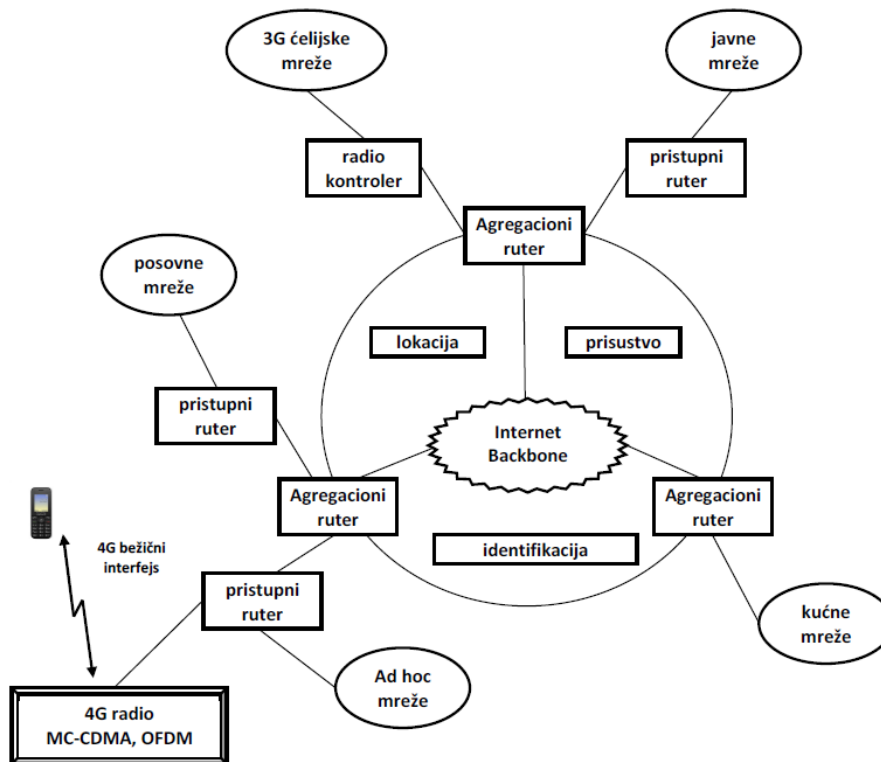 3G ćelijske
mreže
javne
mreže
radio
kontroler
pristupni
ruter
Agregacioni
ruter
posovne
mreže
lokacija
prisustvo
pristupni
ruter
Internet
Backbone
Agregacioni
ruter
Agregacioni
ruter
4G bežični
interfejs
identifikacija
pristupni
ruter
kućne
mreže
Ad hoc
mreže
4G radio
MC-CDMA, OFDM